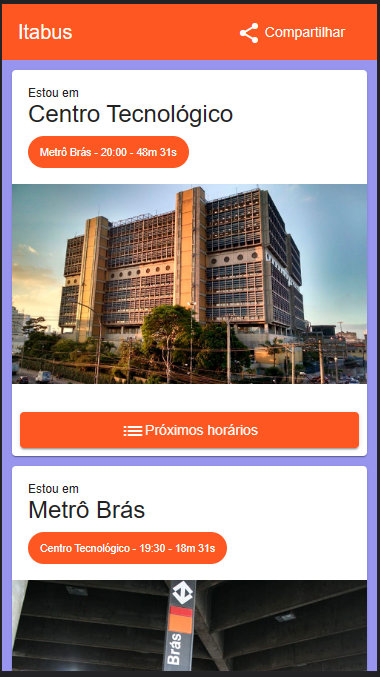 Itabus
Compartilhar
Estou em
Centro Tecnológico
Metrô Brás - 20:00 - 48m 31s
Próximos horários
Estou em
Metrô Brás
Centro Tecnológico - 19:30 - 18m 31s
Brás